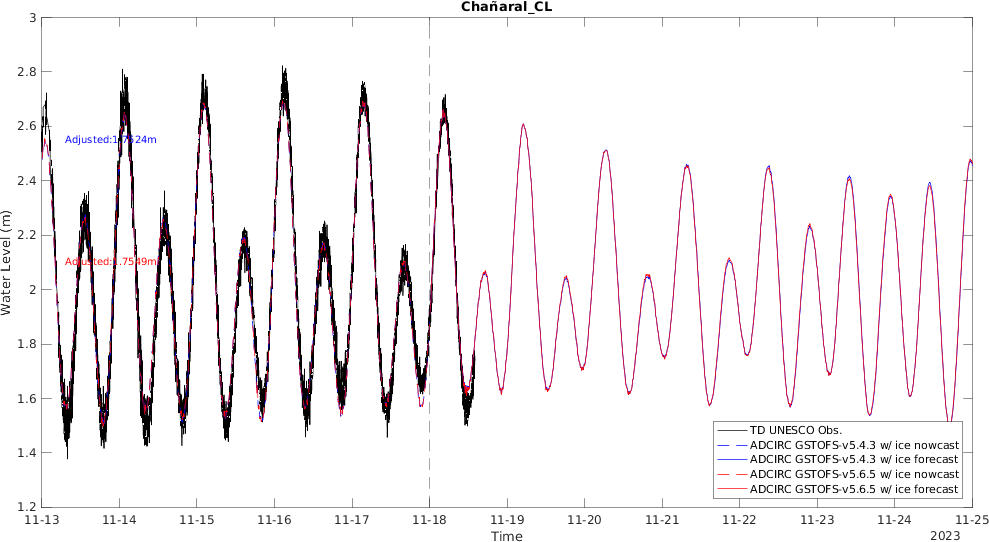 Chañaral_CL
3
2.8
2.6
2.4
2.2
2
1.8
1.6
1.4
1.2
Water Level (m)
Adjusted:1.7524m
Adjusted:1.7549m
TD UNESCO Obs.
ADCIRC GSTOFS-v5.4.3 w/ ice nowcast
ADCIRC GSTOFS-v5.4.3 w/ ice forecast
ADCIRC GSTOFS-v5.6.5 w/ ice nowcast
ADCIRC GSTOFS-v5.6.5 w/ ice forecast
11-13 11-14 11-15 11-16 11-17 11-18 11-19 11-20 11-21 11-22 11-23 11-24 11-25
Time
2023